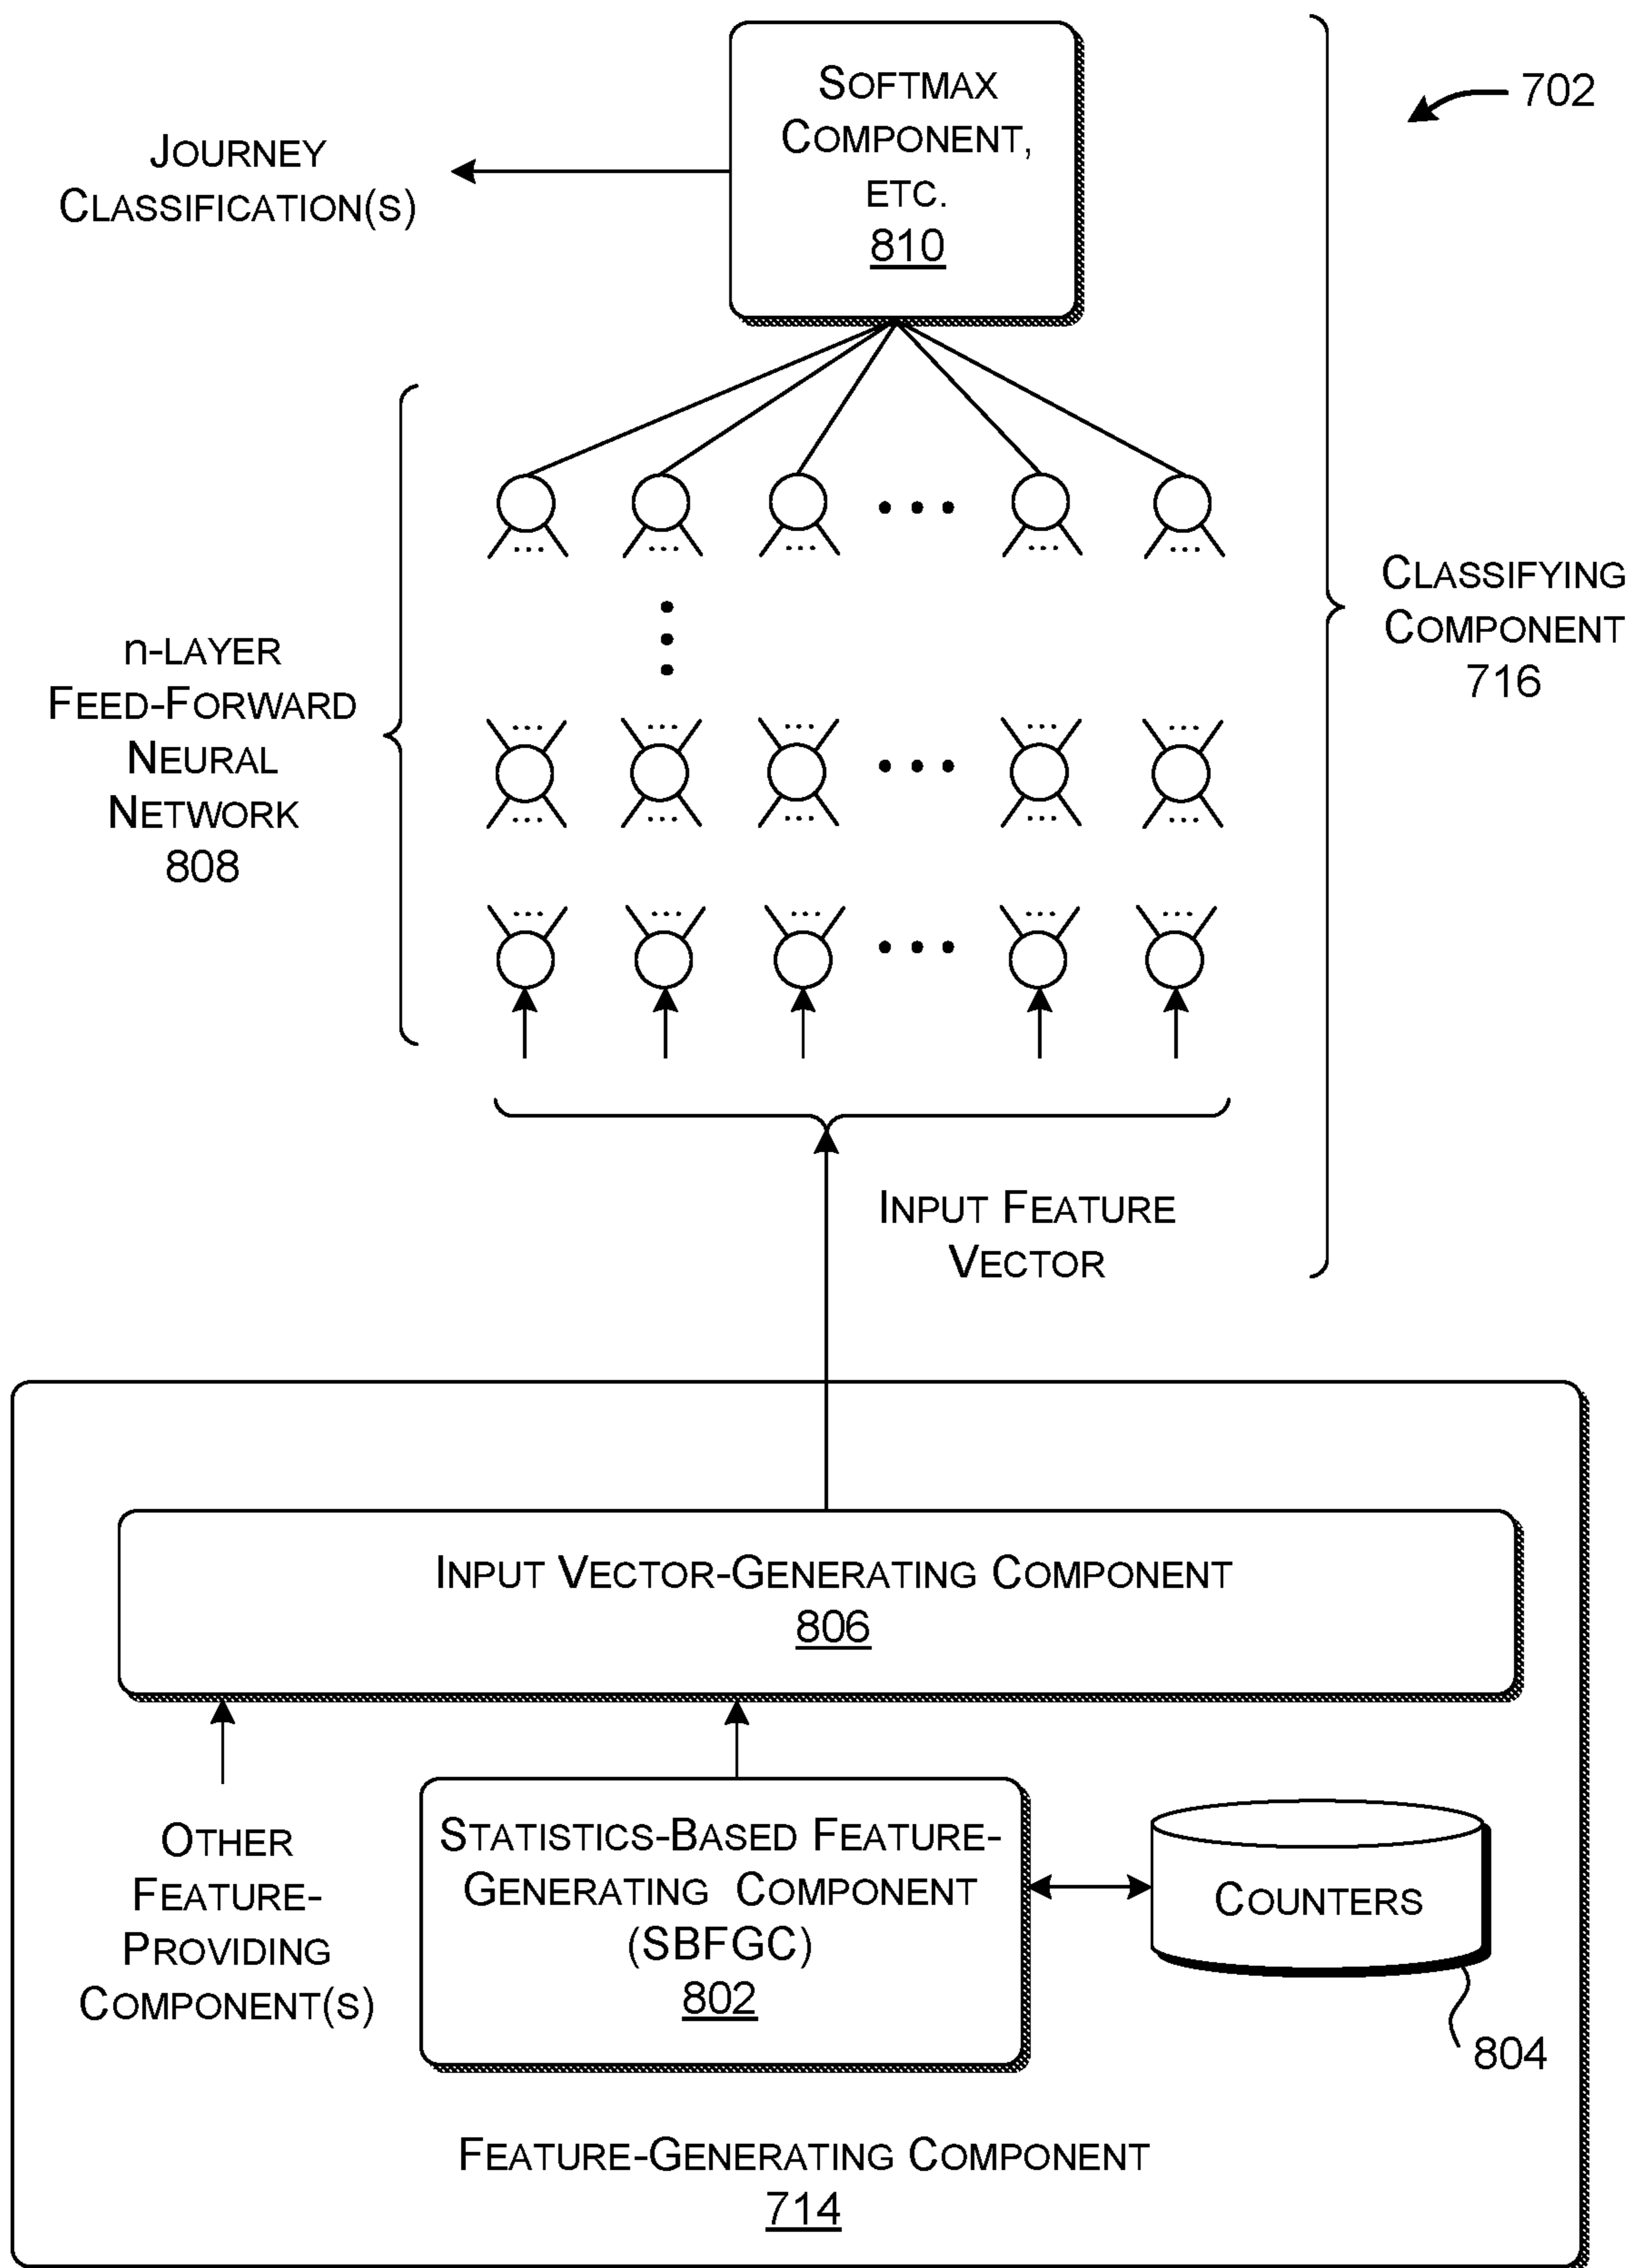 SOFTMAX
COMPONENT,
ETC.
810
702
JOURNEY
CLASSIFICATION(S)
CLASSIFYING
COMPONENT
716
n-LAYER
FEED-FORWARD
NEURAL
NETWORK
808
INPUT FEATURE
VECTOR
INPUT VECTOR-GENERATING COMPONENT
806
OTHER
FEATURE-
PROVIDING
COMPONENT(S)
STATISTICS-BASED FEATURE-
GENERATING COMPONENT
(SBFGC)
802
COUNTERS
804
FEATURE-GENERATING COMPONENT
714